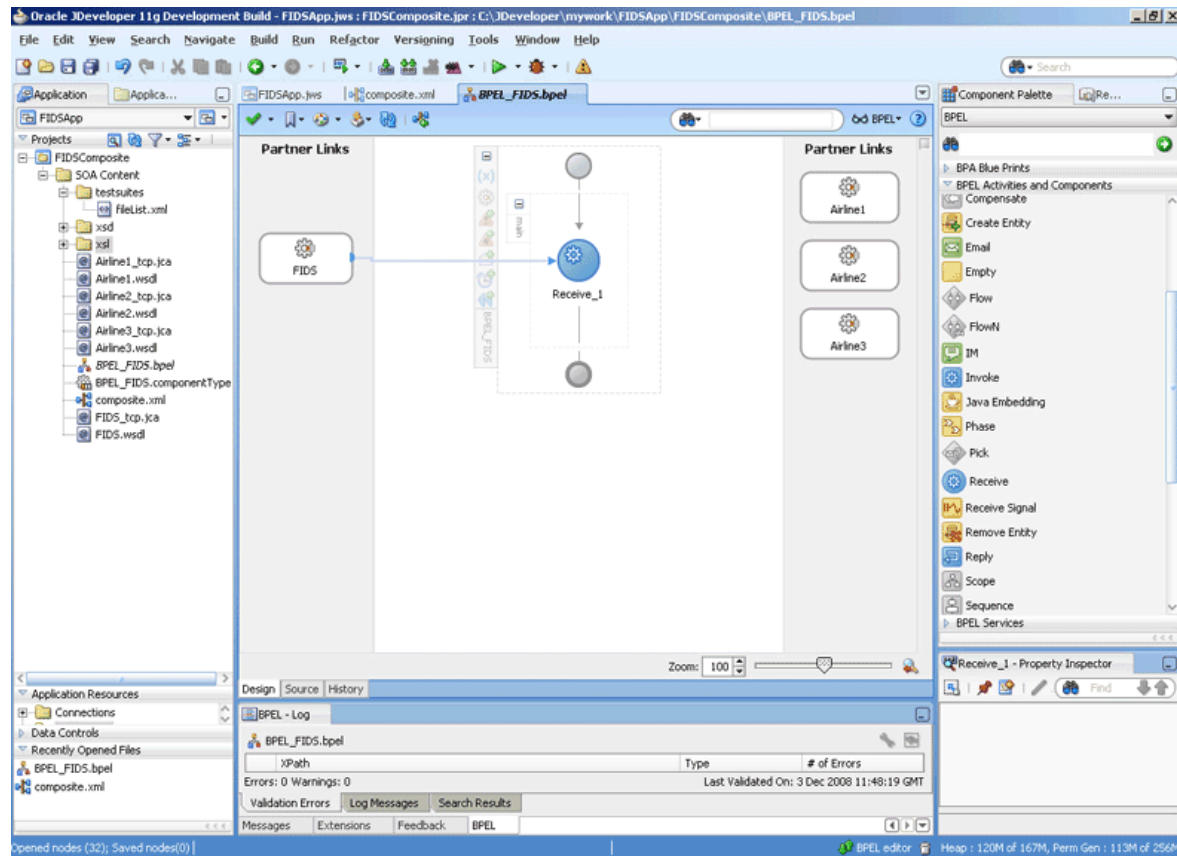 Oracle JDeveloper 11g Development Build - FIDSApp.jws : FIDSComposite.jpr : C:\JDeveloper\mywork\FIDSApp\FIDSComposite\BPEL_FIDS.bpel
File Edit View Search Navigate Build Run Refactor Versioning Tools Window Help
Search
Application Applica...
FIDSApp.jws composite.xml BPEL_FIDS.bpel
Component Palette Re...
FIDSApp
BPEL
BPEL
Projects
FIDSComposite
SOA Content
testsuites
fileList.xml
xsd
xsl
Airline1_tcp.jca
Airline1.wsdl
Airline2_tcp.jca
Airline2.wsdl
Airline3_tcp.jca
Airline3.wsdl
BPEL_FIDS.bpel
BPEL_FIDS.componentType
composite.xml
FIDS_tcp.jca
FIDS.wsdl
Partner Links
FIDS
(x)
main
Receive_1
BPEL_FIDS
Partner Links
Airline1
Airline2
Airline3
BPA Blue Prints
BPEL Activities and Components
Compensate
Create Entity
Email
Empty
Flow
FlowN
IM
Invoke
Java Embedding
Phase
Pick
Receive
Receive Signal
Remove Entity
Reply
Scope
Sequence
BPEL Services
Zoom: 100
Design Source History
Receive_1 - Property Inspector
Find
Application Resources
Connections
Data Controls
Recently Opened Files
BPEL_FIDS.bpel
composite.xml
BPEL - Log
BPEL_FIDS.bpel
XPath Type # of Errors
Errors: 0 Warnings: 0 Last Validated On: 3 Dec 2008 11:48:19 GMT
Validation Errors Log Messages Search Results
Messages Extensions Feedback BPEL
Opened nodes (32); Saved nodes(0)
BPEL editor
Heap : 120M of 167M, Perm Gen : 113M of 256M